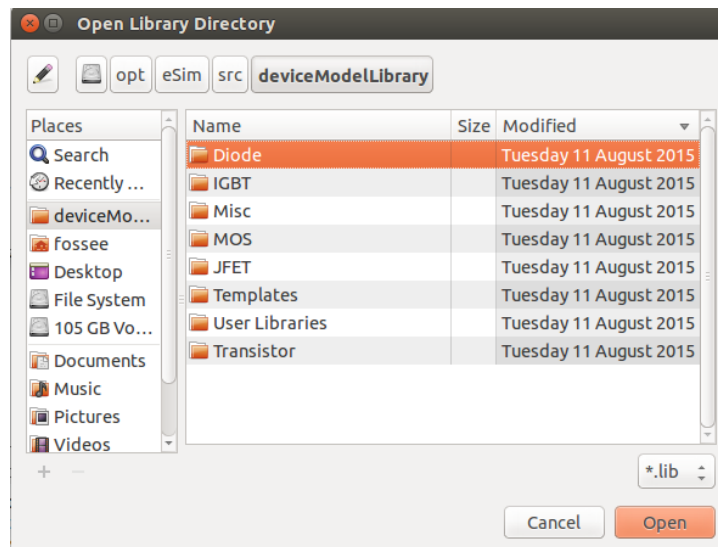 Open Library Directory
opt eSim src deviceModelLibrary
Places
Search
Recently ...
deviceMo...
fossee
Desktop
File System
105 GB Vo...
Documents
Music
Pictures
Videos
Name Size Modified
Diode Tuesday 11 August 2015
IGBT Tuesday 11 August 2015
Misc Tuesday 11 August 2015
MOS Tuesday 11 August 2015
JFET Tuesday 11 August 2015
Templates Tuesday 11 August 2015
User Libraries Tuesday 11 August 2015
Transistor Tuesday 11 August 2015
*.lib
Cancel Open